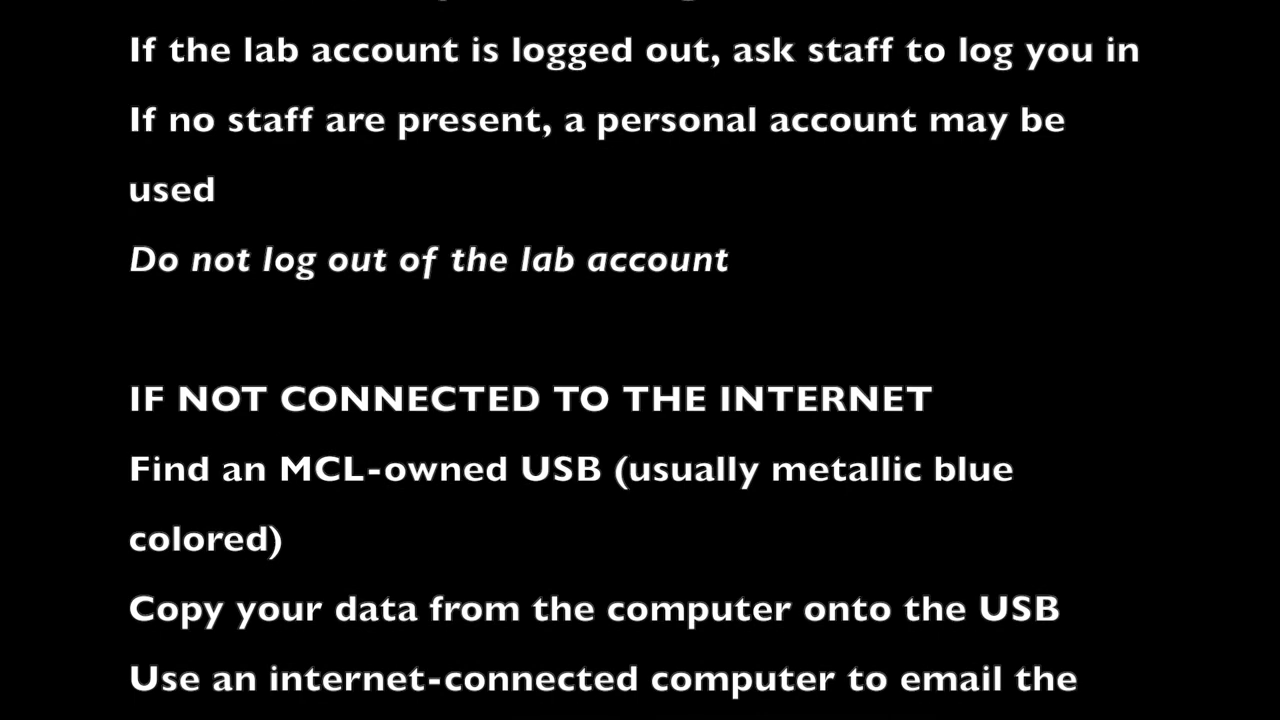 If the lab account is logged out, ask staff to log you in
If no staff are present, a personal account may be
used
Do not log out of the lab account
IF NOT CONNECTED TO THE INTERNET
Find an MCL-owned USB (usually metallic blue
colored)
Copy your data from the computer onto the USB
Use an internet-connected computer to email the